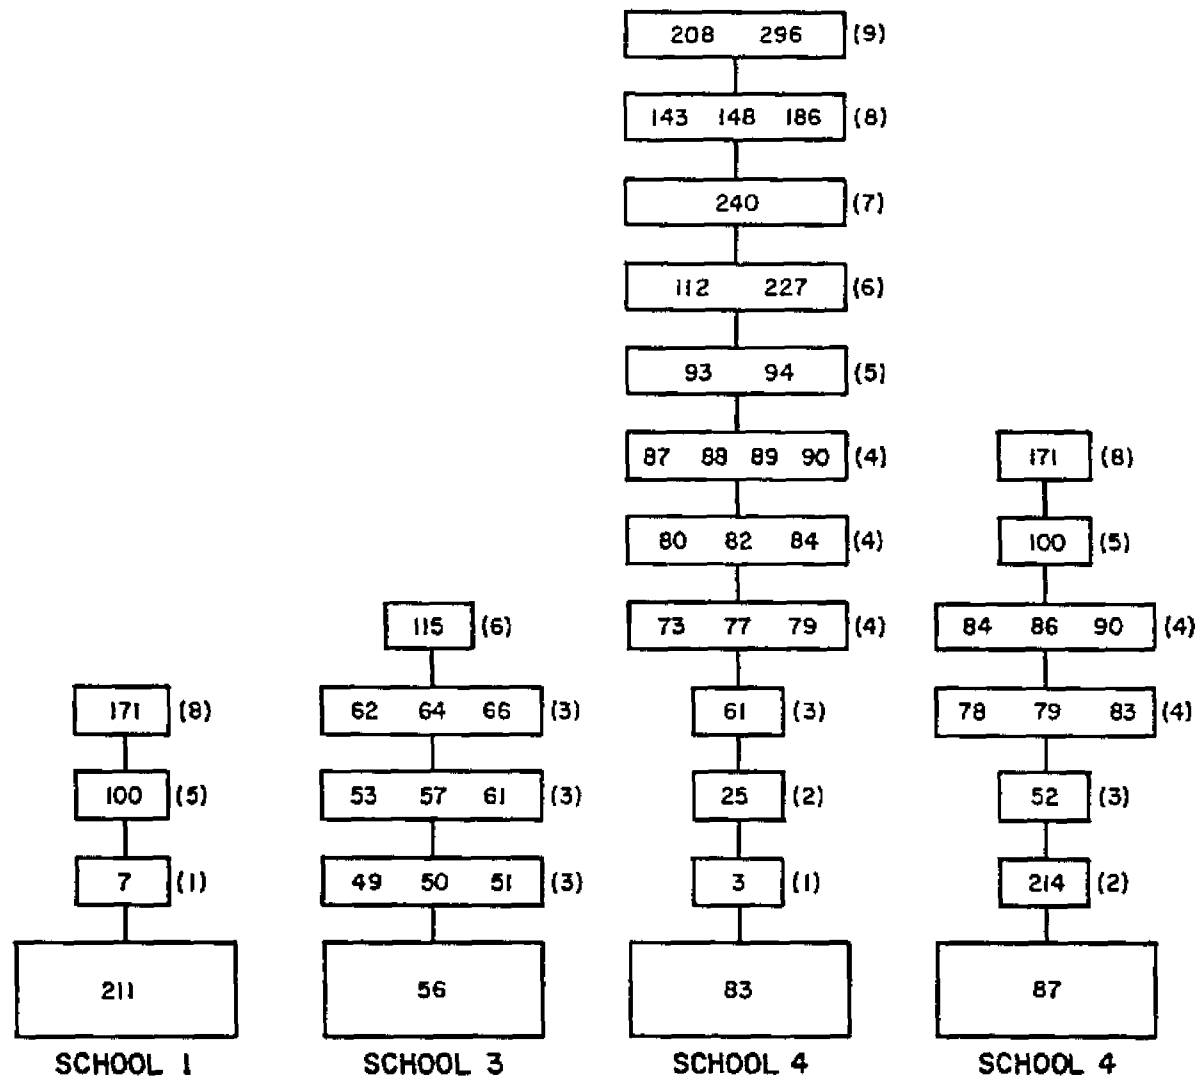 208 296 (9)
143 148 186 (8)
240 (7)
112 227 (6)
93 94 (5)
87 88 89 90 (4) 171 (8)
80 82 84 (4) 100 (5)
115 (6) 73 77 79 (4) 84 86 90 (4)
171 (8) 62 64 66 (3) 61 (3) 78 79 83 (4)
100 (5) 53 57 61 (3) 25 (2) 52 (3)
7 (1) 49 50 51 (3) 3 (1) 214 (2)
211 56 83 87
SCHOOL 1 SCHOOL 3 SCHOOL 4 SCHOOL 4